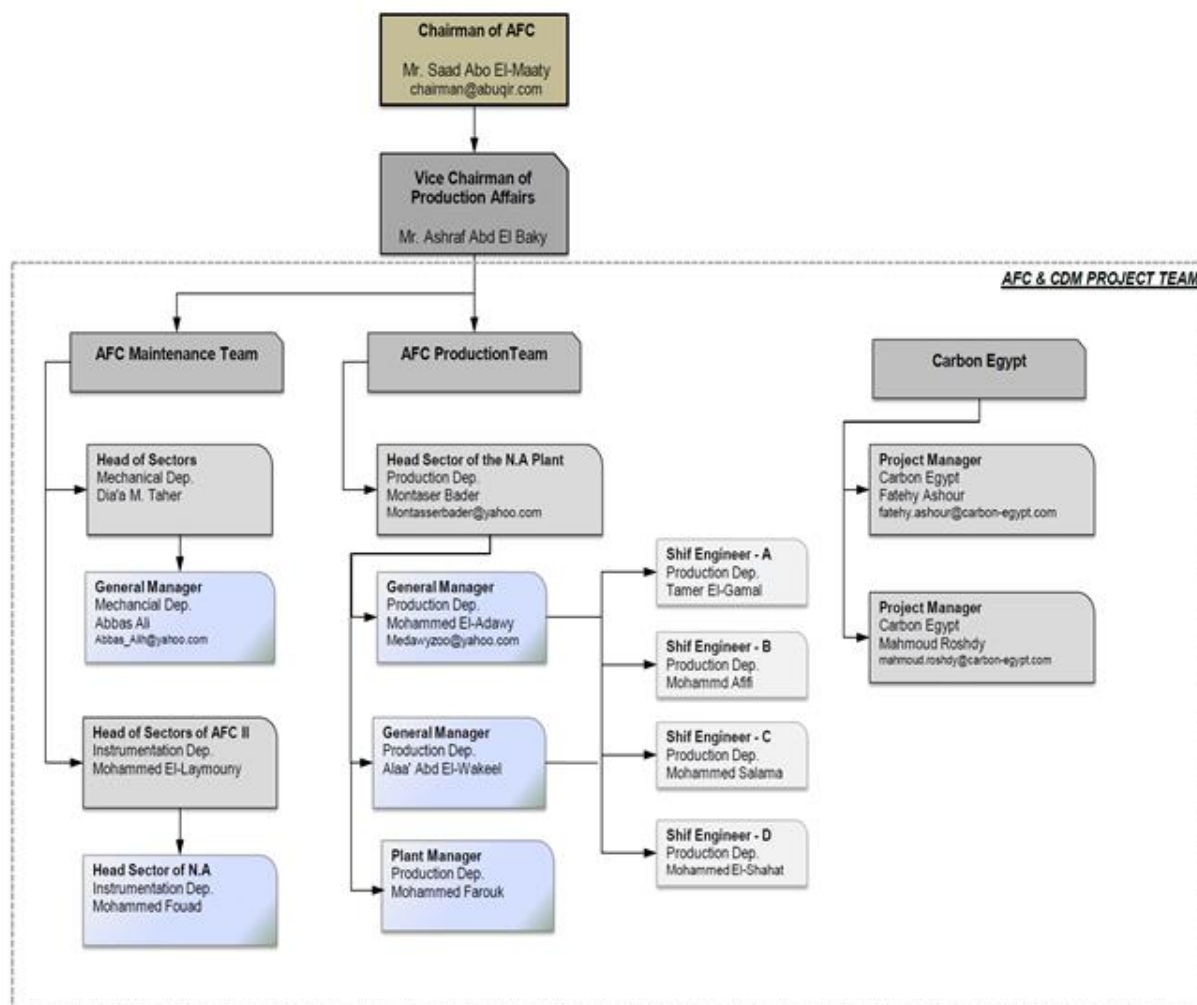 Chairman of AFC
Mr. Saad Abo El-Maaty
chairman@abuqir.com
Vice Chairman of
Production Affairs
Mr. Ashraf Abd El Baky
AFC & CDM PROJECT TEAM
AFC Maintenance Team
AFC ProductionTeam
Carbon Egypt
Head of Sectors
Mechanical Dep.
Dia'a M. Taher
General Manager
Mechancial Dep.
Abbas Ali
Abbas_Alih@yahoo.com
Head of Sectors of AFC II
Instrumentation Dep.
Mohammed El-Laymouny
Head Sector of N.A
Instrumentation Dep.
Mohammed Fouad
Head Sector of the N.A Plant
Production Dep.
Montaser Bader
Montasserbader@yahoo.com
General Manager
Production Dep.
Mohammed El-Adawy
Medawyzoo@yahoo.com
General Manager
Production Dep.
Alaa' Abd El-Wakeel
Plant Manager
Production Dep.
Mohammed Farouk
Shif Engineer - A
Production Dep.
Tamer El-Gamal
Shif Engineer - B
Production Dep.
Mohammd Afifi
Shif Engineer - C
Production Dep.
Mohammed Salama
Shif Engineer - D
Production Dep.
Mohammed El-Shahat
Project Manager
Carbon Egypt
Fatehy Ashour
fatehy.ashour@carbon-egypt.com
Project Manager
Carbon Egypt
Mahmoud Roshdy
mahmoud.roshdy@carbon-egypt.com